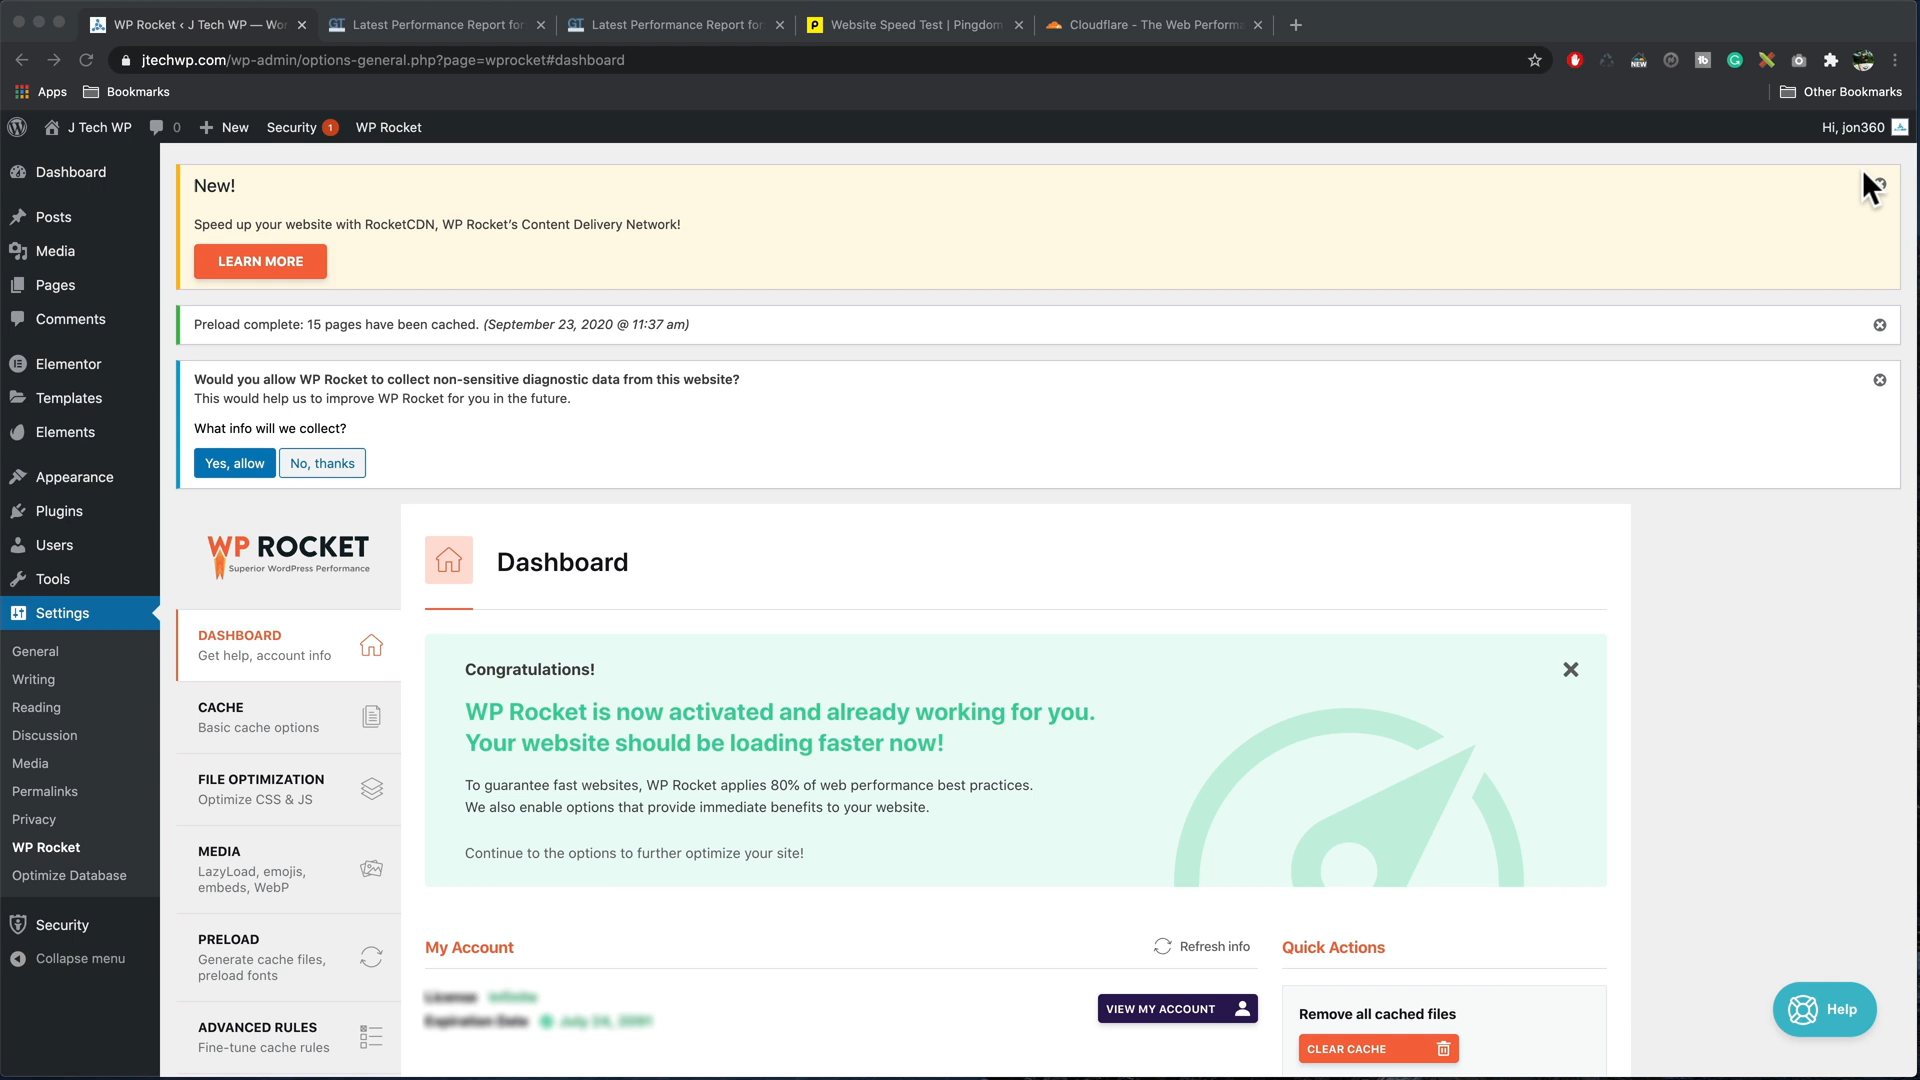 WP Rocket ‹ J Tech WP — Wor
Latest Performance Report for
Latest Performance Report for
Website Speed Test | Pingdom
Cloudflare - The Web Performa
jtechwp.com/wp-admin/options-general.php?page=wprocket#dashboard
Apps
Bookmarks
Other Bookmarks
J Tech WP
0
New
Security 1
WP Rocket
Hi, jon360
Dashboard
Posts
Media
Pages
Comments
Elementor
Templates
Elements
Appearance
Plugins
Users
Tools
Settings
General
Writing
Reading
Discussion
Media
Permalinks
Privacy
WP Rocket
Optimize Database
Security
Collapse menu
New!
Speed up your website with RocketCDN, WP Rocket's Content Delivery Network!
LEARN MORE
Preload complete: 15 pages have been cached. (September 23, 2020 @ 11:37 am)
Would you allow WP Rocket to collect non-sensitive diagnostic data from this website?
This would help us to improve WP Rocket for you in the future.
What info will we collect?
Yes, allow
No, thanks
WP ROCKET
Superior WordPress Performance
DASHBOARD
Get help, account info
CACHE
Basic cache options
FILE OPTIMIZATION
Optimize CSS & JS
MEDIA
LazyLoad, emojis,
embeds, WebP
PRELOAD
Generate cache files,
preload fonts
ADVANCED RULES
Fine-tune cache rules
Dashboard
Congratulations!
WP Rocket is now activated and already working for you.
Your website should be loading faster now!
To guarantee fast websites, WP Rocket applies 80% of web performance best practices.
We also enable options that provide immediate benefits to your website.
Continue to the options to further optimize your site!
My Account
Refresh info
VIEW MY ACCOUNT
Quick Actions
Remove all cached files
CLEAR CACHE
Help